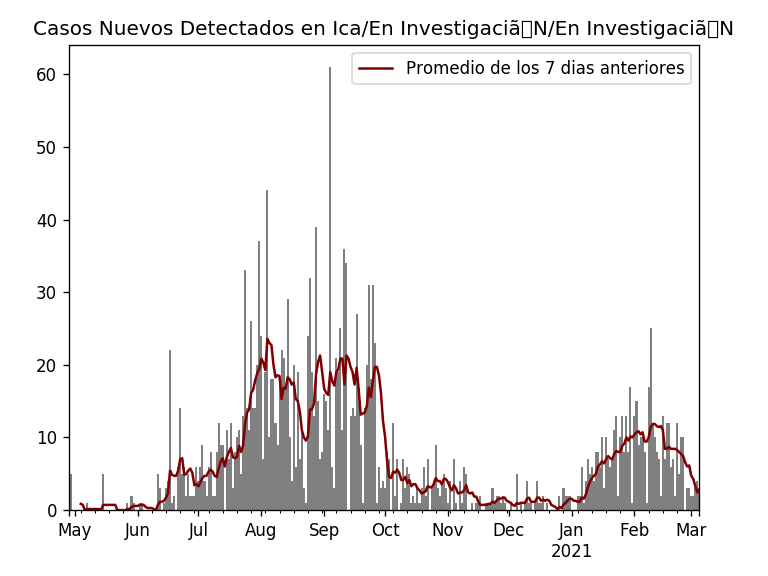 Casos Nuevos Detectados en Ica/En Investigaciã▯N/En Investigaciã▯N
Promedio de los 7 dias anteriores
60
50
40
30
20
10
0
May Jun Jul Aug Sep Oct Nov Dec Jan Feb Mar
2021